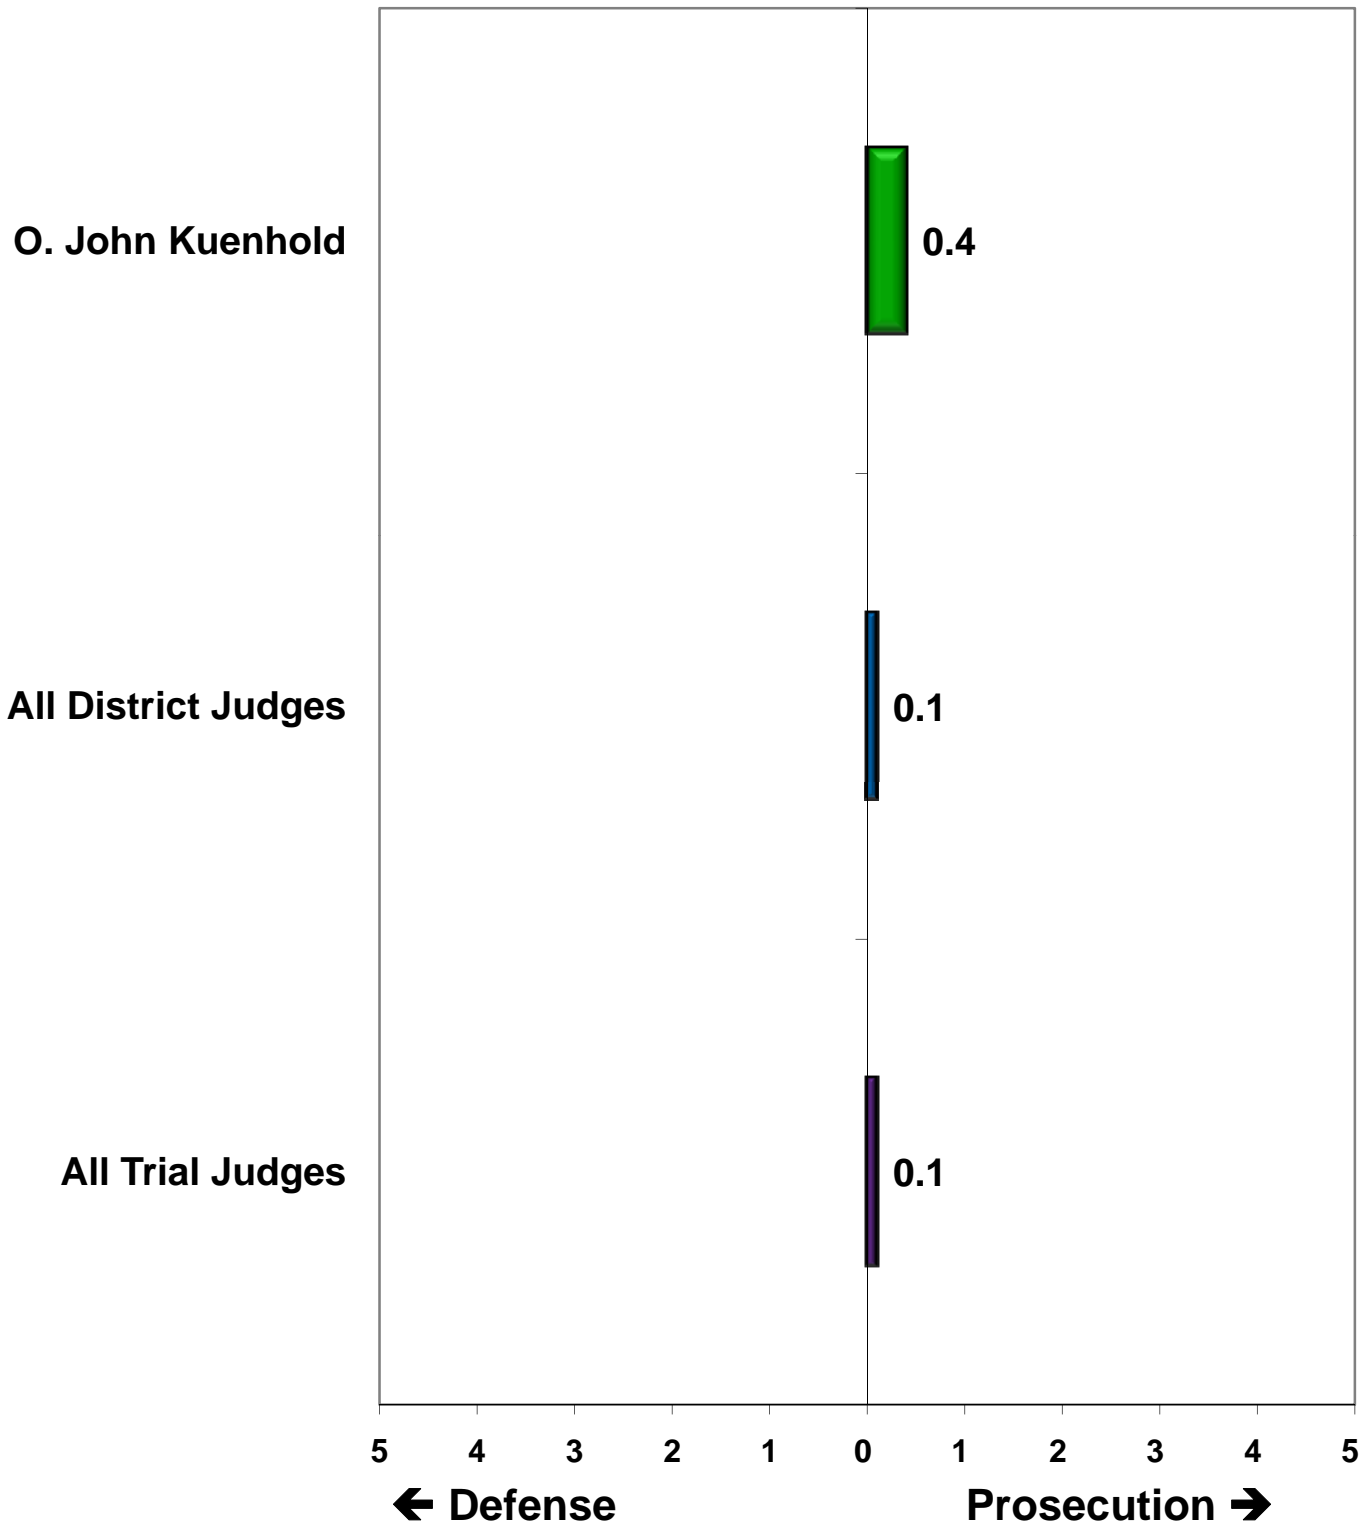 O. John Kuenhold
0.4
All District Judges
0.1
All Trial Judges
0.1
5 4 3 2 1 0 1 2 3 4 5
← Defense Prosecution →